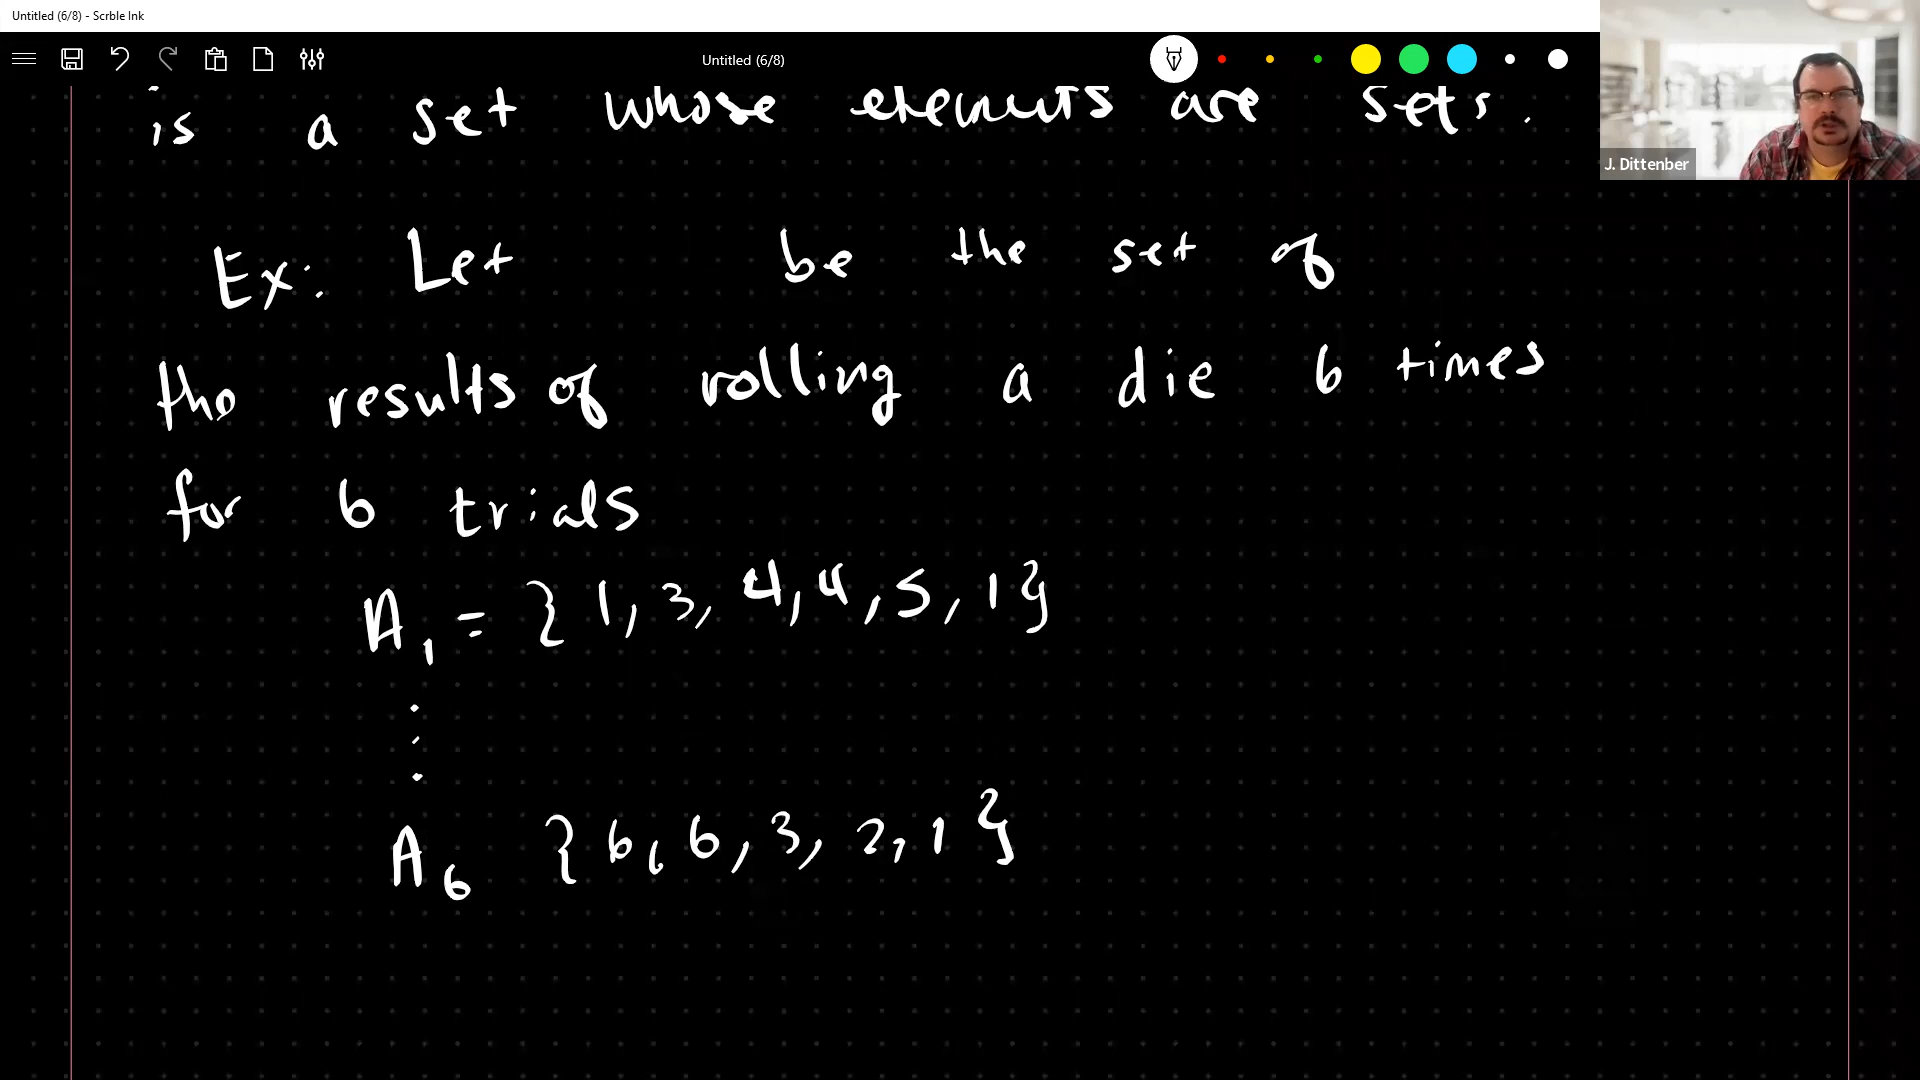 Untitled (6/8) - Scrble Ink
Untitled (6/8)
J. Dittenber
is a set whose elements are sets.
Ex: Let be the set of
the results of rolling a die 6 times
for 6 trials
A₁ = { 1, 3, 4, 4, 5, 1 }
⋮
A₆ { 6, 6, 3, 2, 1 }